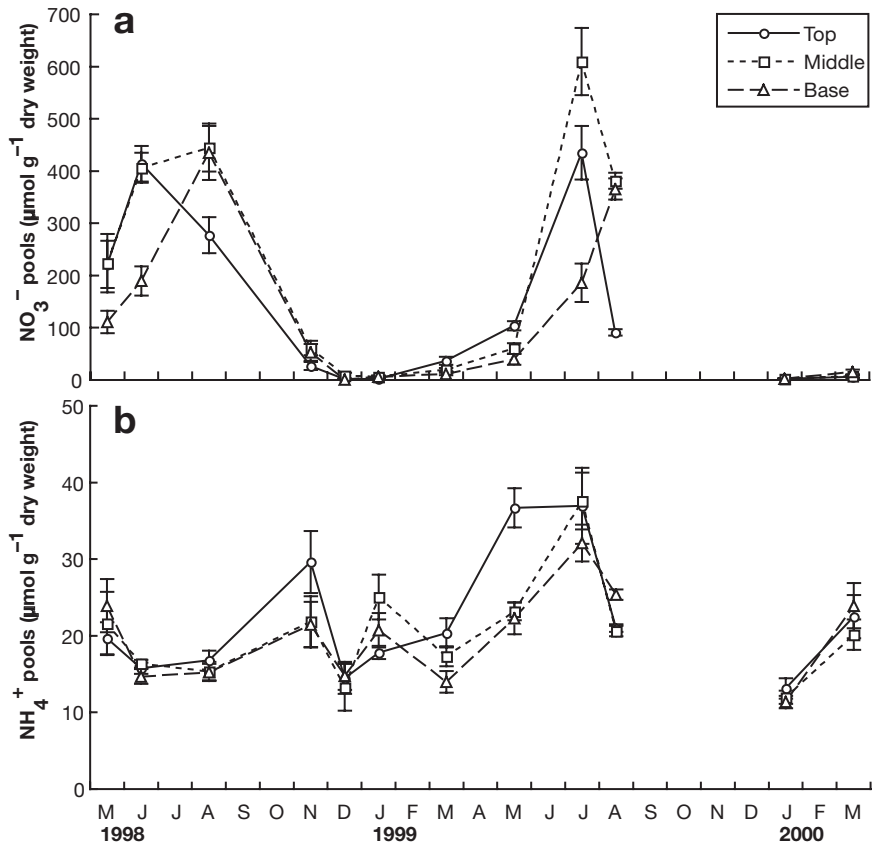 a
700
600
500
400
300
200
100
0
NO₃⁻ pools (µmol g⁻¹ dry weight)
Top
Middle
Base
b
50
40
30
20
10
0
NH₄⁺ pools (µmol g⁻¹ dry weight)
M J J A S O N D J F M A M J J A S O N D J F M
1998 1999 2000